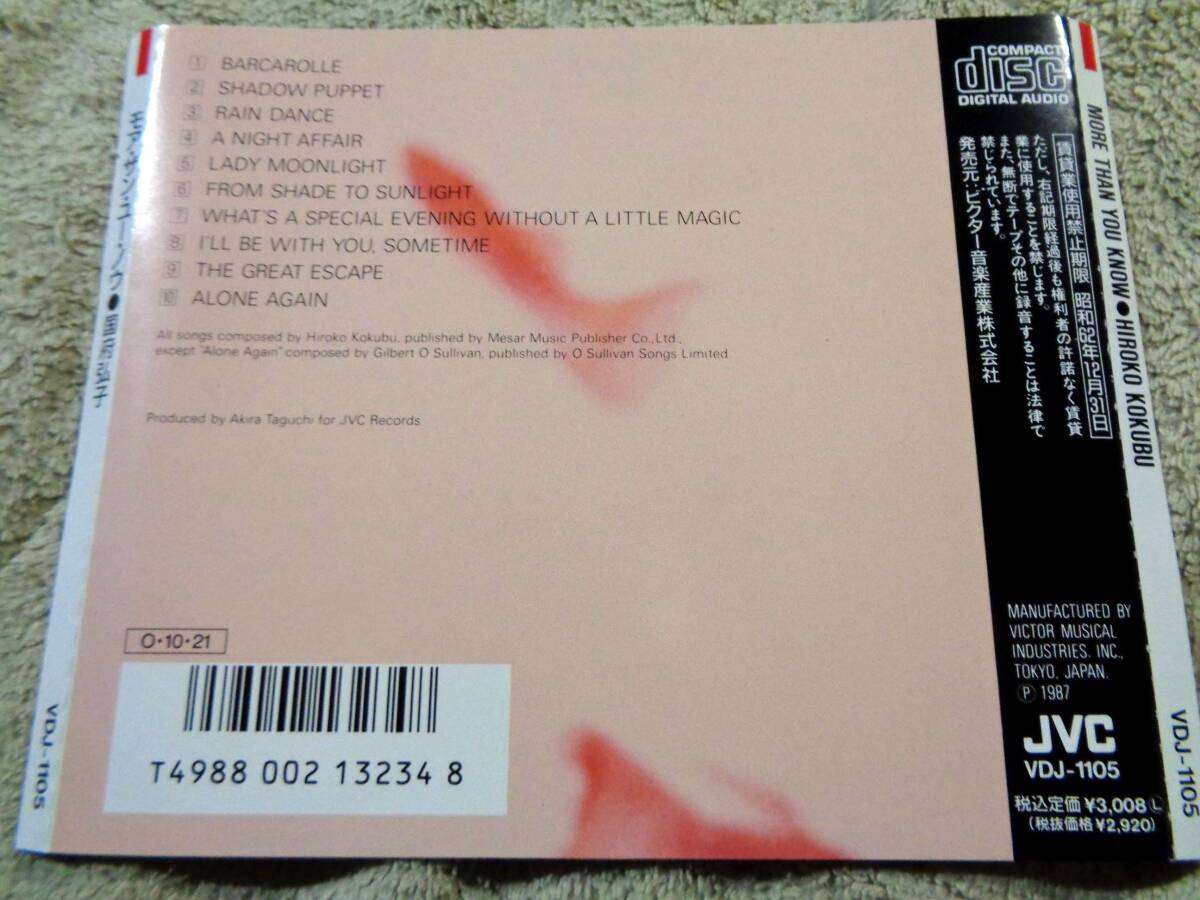 1 BARCAROLLE
2 SHADOW PUPPET
3 RAIN DANCE
4 A NIGHT AFFAIR
5 LADY MOONLIGHT
6 FROM SHADE TO SUNLIGHT
7 WHAT'S A SPECIAL EVENING WITHOUT A LITTLE MAGIC
8 I'LL BE WITH YOU, SOMETIME
9 THE GREAT ESCAPE
10 ALONE AGAIN
All songs composed by Hiroko Kokubu, published by Mesar Music Publisher Co., Ltd.,
except "Alone Again" composed by Gilbert O Sullivan, published by O Sullivan Songs Limited
Produced by Akira Taguchi for JVC Records
O・10・21
T4988 002 13234 8
モア・ザン・ユー・ノウ●国府弘子
VDJ-1105
COMPACT
disc
DIGITAL AUDIO
賃貸業使用禁止期限 昭和62年12月31日
ただし、右記期限経過後も権利者の許諾なく賃貸
業に使用することを禁じます。
また、無断でテープその他に録音することは法律で
禁じられています。
発売元:ビクター音楽産業株式会社
MANUFACTURED BY
VICTOR MUSICAL
INDUSTRIES. INC.,
TOKYO. JAPAN.
Ⓟ 1987
JVC
VDJ-1105
税込定価¥3,008 Ⓛ
(税抜価格¥2,920)
MORE THAN YOU KNOW●HIROKO KOKUBU
VDJ-1105